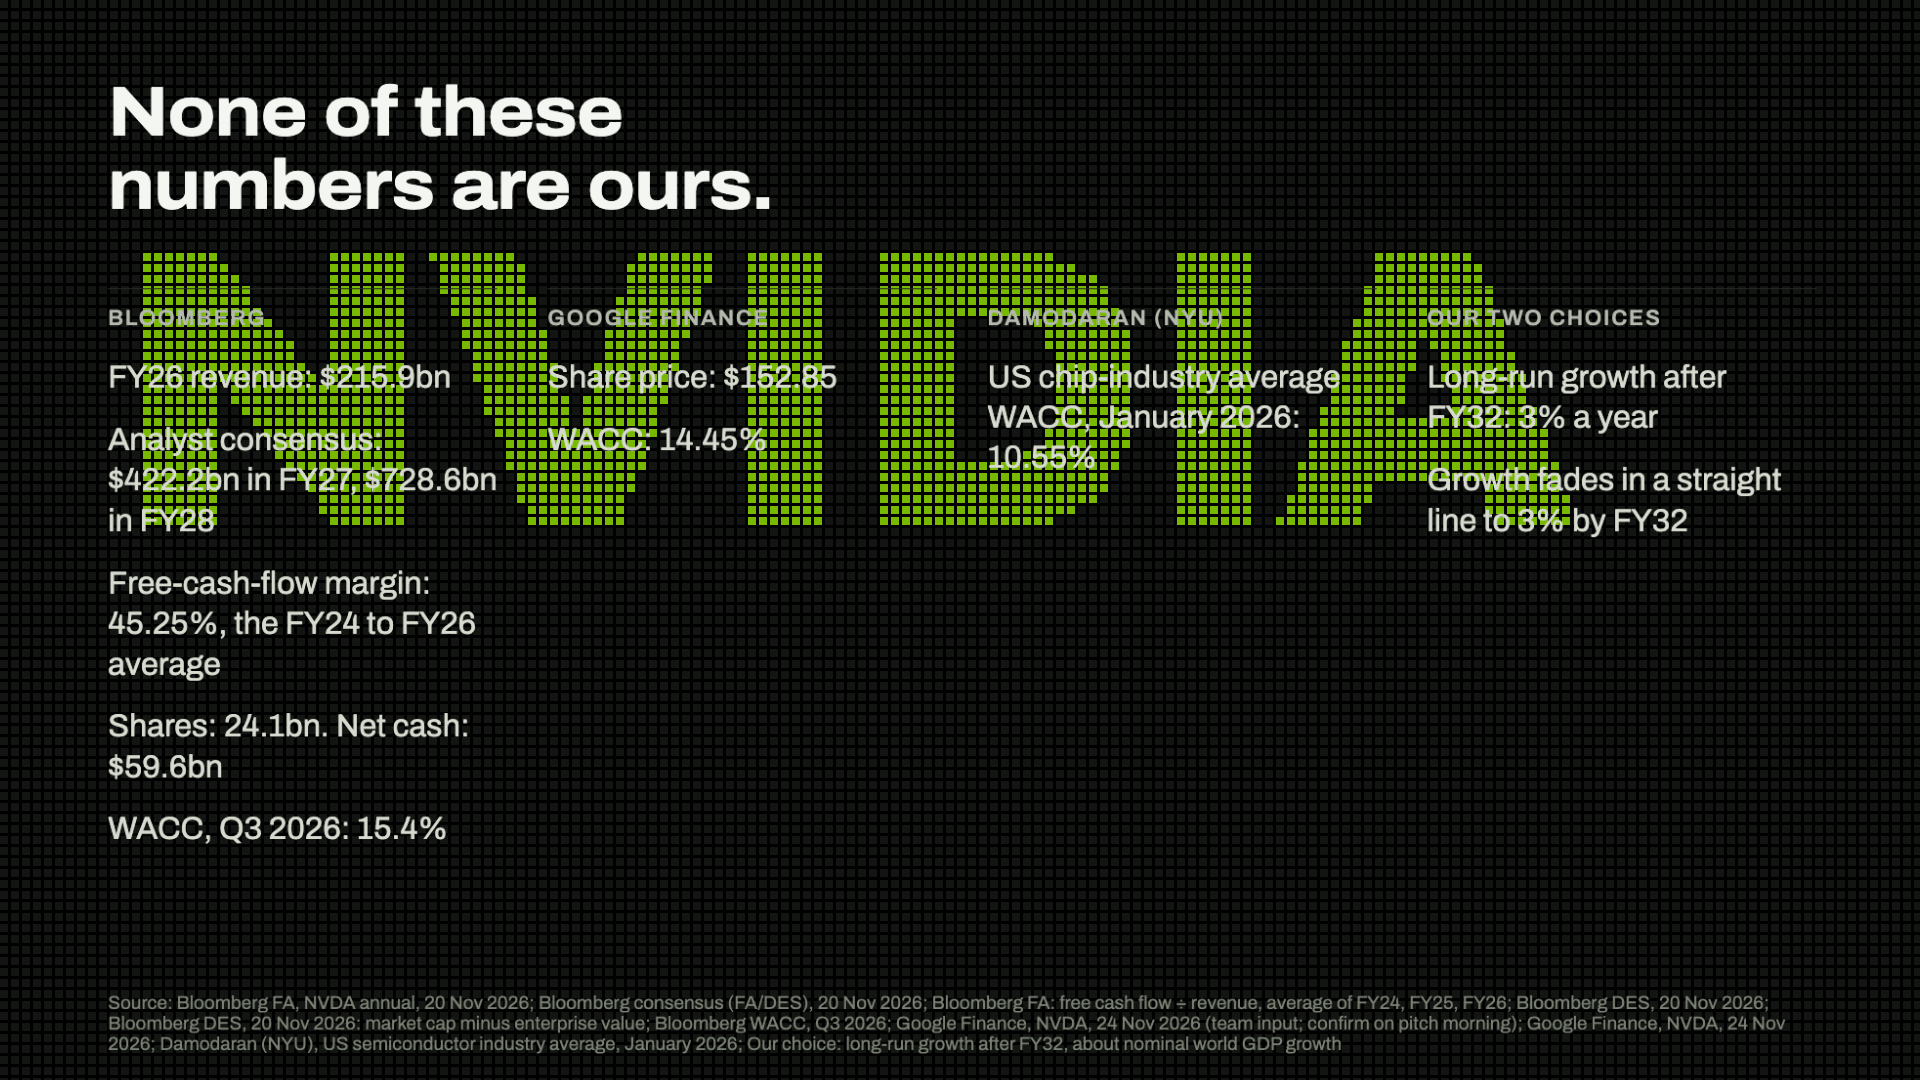 None of these
numbers are ours.
NVIDIA
BLOOMBERG
FY26 revenue: $215.9bn
Analyst consensus:
$422.2bn in FY27, $728.6bn
in FY28
Free-cash-flow margin:
45.25%, the FY24 to FY26
average
Shares: 24.1bn. Net cash:
$59.6bn
WACC, Q3 2026: 15.4%
GOOGLE FINANCE
Share price: $152.85
WACC: 14.45%
DAMODARAN (NYU)
US chip-industry average
WACC, January 2026:
10.55%
OUR TWO CHOICES
Long-run growth after
FY32: 3% a year
Growth fades in a straight
line to 3% by FY32
Source: Bloomberg FA, NVDA annual, 20 Nov 2026; Bloomberg consensus (FA/DES), 20 Nov 2026; Bloomberg FA: free cash flow ÷ revenue, average of FY24, FY25, FY26; Bloomberg DES, 20 Nov 2026;
Bloomberg DES, 20 Nov 2026: market cap minus enterprise value; Bloomberg WACC, Q3 2026; Google Finance, NVDA, 24 Nov 2026 (team input; confirm on pitch morning); Google Finance, NVDA, 24 Nov
2026; Damodaran (NYU), US semiconductor industry average, January 2026; Our choice: long-run growth after FY32, about nominal world GDP growth